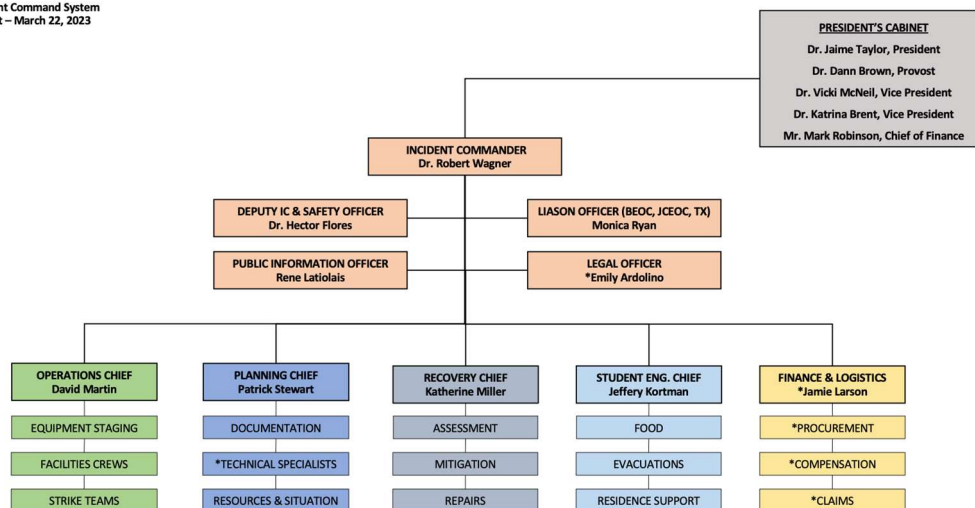 nt Command System
t – March 22, 2023
PRESIDENT'S CABINET
Dr. Jaime Taylor, President
Dr. Dann Brown, Provost
Dr. Vicki McNeil, Vice President
Dr. Katrina Brent, Vice President
Mr. Mark Robinson, Chief of Finance
INCIDENT COMMANDER
Dr. Robert Wagner
DEPUTY IC & SAFETY OFFICER
Dr. Hector Flores
LIASON OFFICER (BEOC, JCEOC, TX)
Monica Ryan
PUBLIC INFORMATION OFFICER
Rene Latiolais
LEGAL OFFICER
*Emily Ardolino
OPERATIONS CHIEF
David Martin
EQUIPMENT STAGING
FACILITIES CREWS
STRIKE TEAMS
PLANNING CHIEF
Patrick Stewart
DOCUMENTATION
*TECHNICAL SPECIALISTS
RESOURCES & SITUATION
RECOVERY CHIEF
Katherine Miller
ASSESSMENT
MITIGATION
REPAIRS
STUDENT ENG. CHIEF
Jeffery Kortman
FOOD
EVACUATIONS
RESIDENCE SUPPORT
FINANCE & LOGISTICS
*Jamie Larson
*PROCUREMENT
*COMPENSATION
*CLAIMS